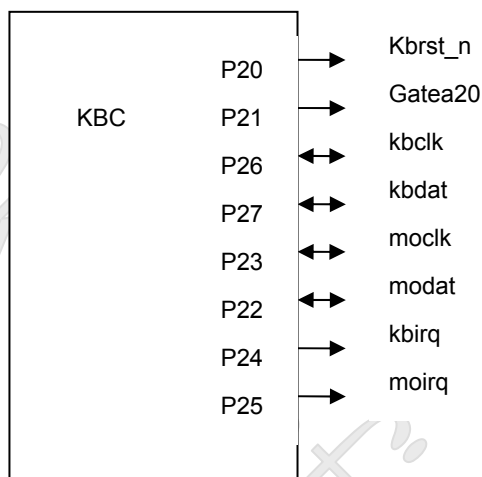 Kbrst_n
P20
Gatea20
KBC
P21
kbclk
P26
kbdat
P27
moclk
P23
modat
P22
kbirq
P24
moirq
P25